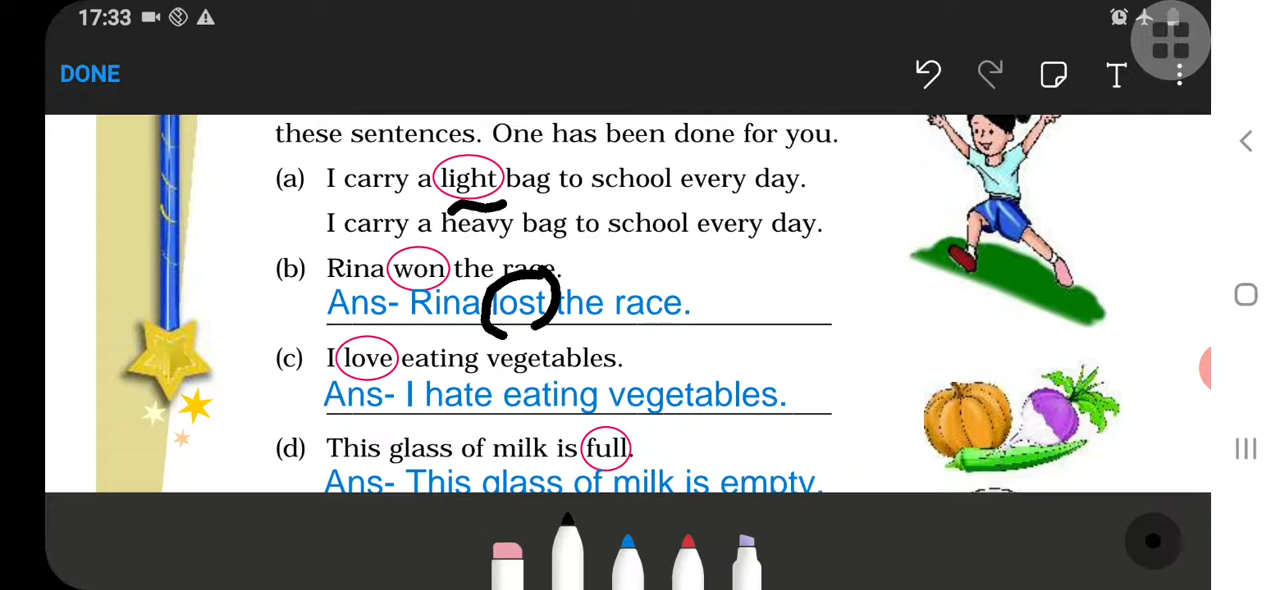 17:33
DONE
T
these sentences. One has been done for you.
(a) I carry a light bag to school every day.
I carry a heavy bag to school every day.
(b) Rina won the race.
Ans- Rina lost the race.
(c) I love eating vegetables.
Ans- I hate eating vegetables.
(d) This glass of milk is full.
Ans- This glass of milk is empty.